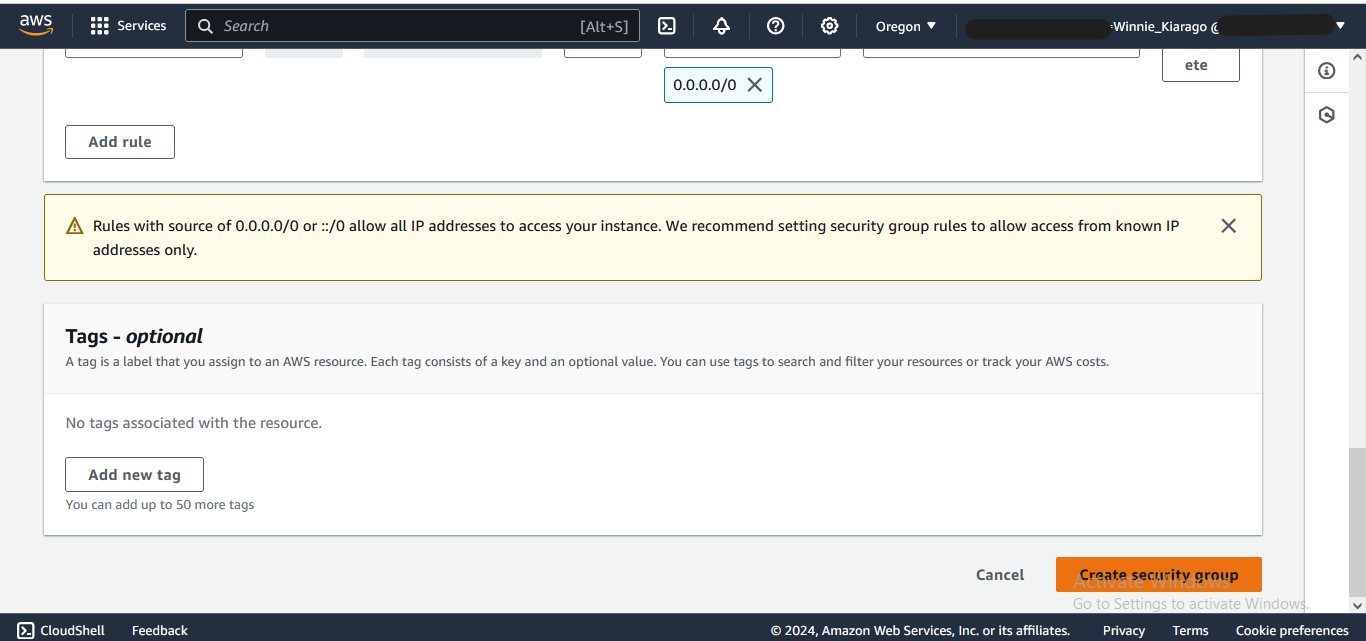 aws
Services
Search [Alt+S]
Oregon
Winnie_Kiarago @
0.0.0.0/0
ete
Add rule
Rules with source of 0.0.0.0/0 or ::/0 allow all IP addresses to access your instance. We recommend setting security group rules to allow access from known IP
addresses only.
Tags - optional
A tag is a label that you assign to an AWS resource. Each tag consists of a key and an optional value. You can use tags to search and filter your resources or track your AWS costs.
No tags associated with the resource.
Add new tag
You can add up to 50 more tags
Cancel
Create security group
Activate Windows
Go to Settings to activate Windows.
CloudShell
Feedback
© 2024, Amazon Web Services, Inc. or its affiliates.
Privacy
Terms
Cookie preferences